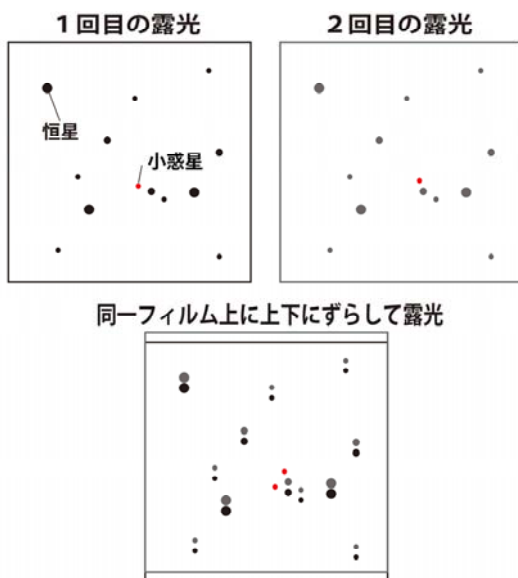 1回目の露光
2回目の露光
恒星
小惑星
同一フィルム上に上下にずらして露光